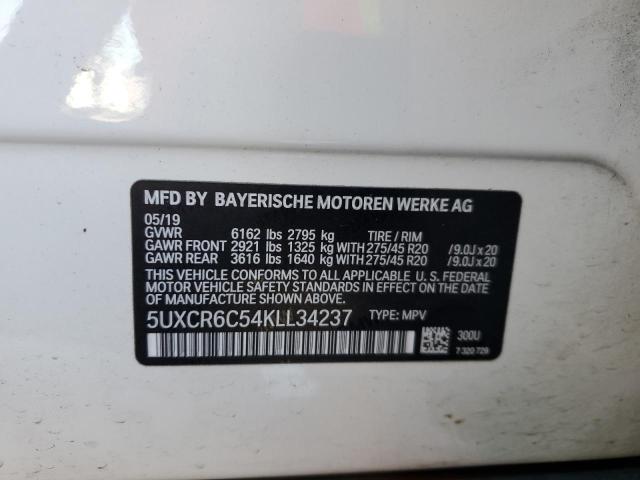 MFD BY BAYERISCHE MOTOREN WERKE AG
05/19
GVWR 6162 lbs 2795 kg TIRE / RIM
GAWR FRONT 2921 lbs 1325 kg WITH 275/45 R20 / 9.0J x 20
GAWR REAR 3616 lbs 1640 kg WITH 275/45 R20 / 9.0J x 20
THIS VEHICLE CONFORMS TO ALL APPLICABLE U. S. FEDERAL
MOTOR VEHICLE SAFETY STANDARDS IN EFFECT ON THE
DATE OF MANUFACTURE SHOWN ABOVE.
5UXCR6C54KLL34237 TYPE: MPV
300U
7 320 729